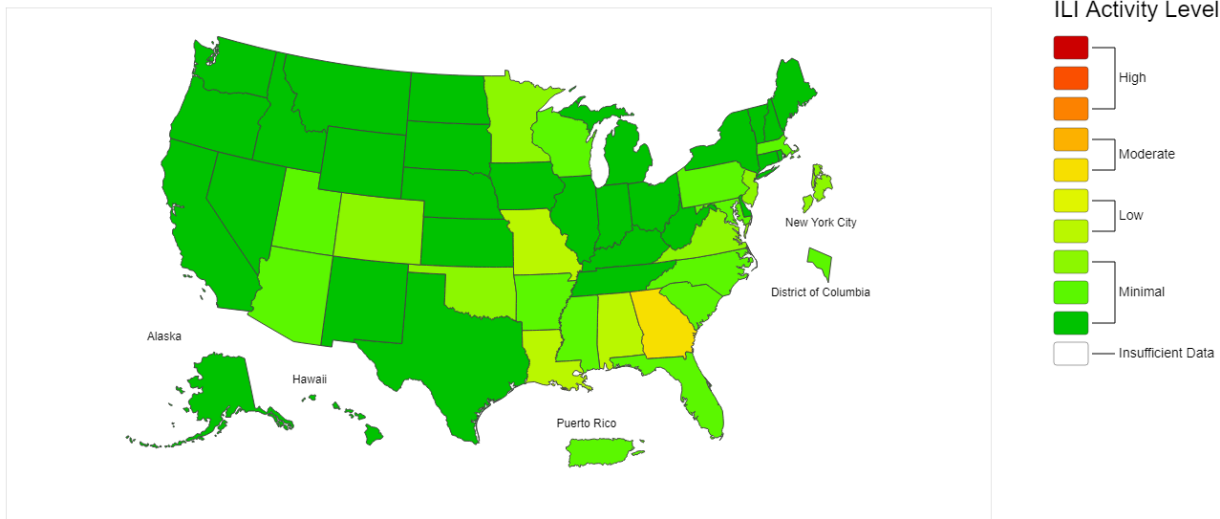 ILI Activity Level
High
Moderate
Low
Minimal
Insufficient Data
New York City
District of Columbia
Alaska
Hawaii
Puerto Rico